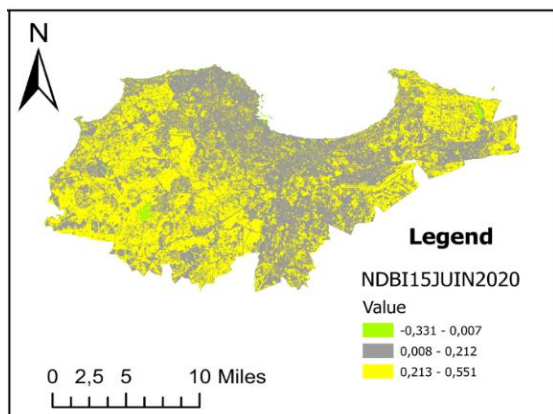 N
Legend
NDBI15JUIN2020
Value
-0,331 - 0,007
0,008 - 0,212
0,213 - 0,551
0 2,5 5 10 Miles